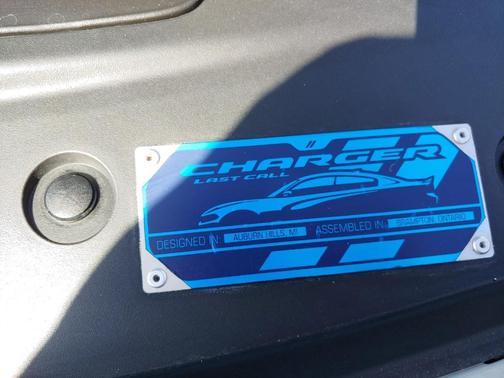 CHARGER
LAST CALL
DESIGNED IN: AUBURN HILLS, MI ASSEMBLED IN: BRAMPTON, ONTARIO